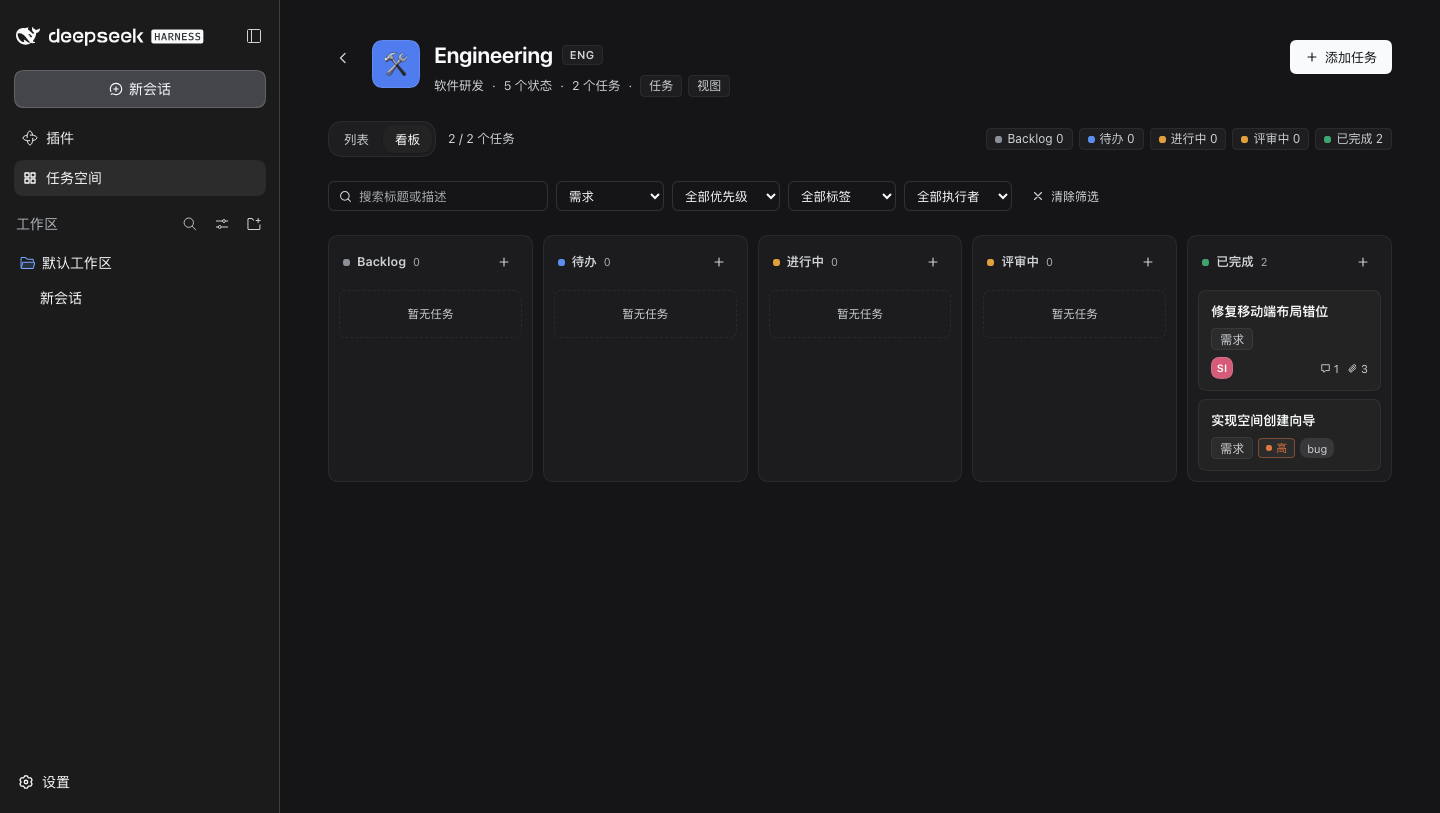 deepseek HARNESS
新会话
插件
任务空间
工作区
默认工作区
新会话
设置
Engineering ENG
软件研发 · 5 个状态 · 2 个任务 · 任务 视图
添加任务
列表 看板 2 / 2 个任务
Backlog 0 待办 0 进行中 0 评审中 0 已完成 2
搜索标题或描述 需求 全部优先级 全部标签 全部执行者 清除筛选
Backlog 0
暂无任务
待办 0
暂无任务
进行中 0
暂无任务
评审中 0
暂无任务
已完成 2
修复移动端布局错位
需求
SI 1 3
实现空间创建向导
需求 高 bug